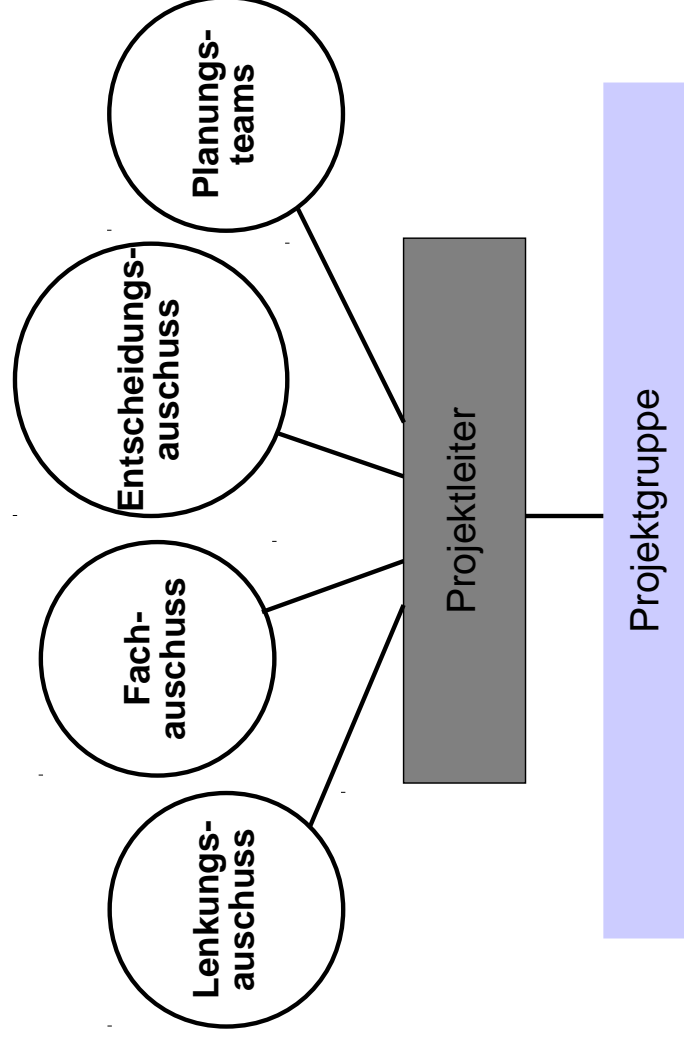 Lenkungs-
auschuss
Fach-
auschuss
Entscheidungs-
auschuss
Planungs-
teams
Projektleiter
Projektgruppe